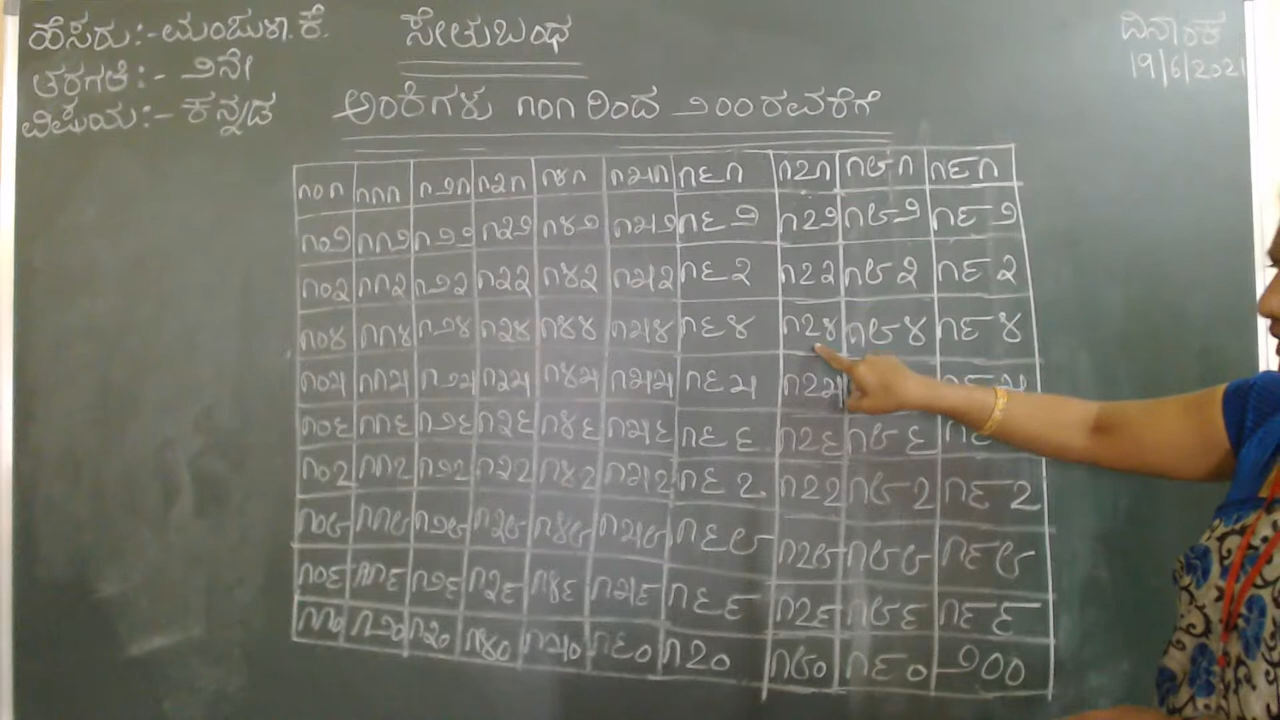 ಹೆಸರು:- ಮಂಜುಳಾ. ಕೆ.
ಸೇತುಬಂಧ
ದಿನಾಂಕ
ತರಗತಿ:- ೨ನೇ
19/6/2021
ವಿಷಯ:- ಕನ್ನಡ
ಅಂಕಿಗಳು ೧೦೧ ರಿಂದ ೨೦೦ ರವರೆಗೆ
೧೦೧ ೧೧೧ ೧೨೧ ೧೩೧ ೧೪೧ ೧೫೧ ೧೬೧ ೧೭೧ ೧೮೧ ೧೯೧
೧೦೨ ೧೧೨ ೧೨೨ ೧೩೨ ೧೪೨ ೧೫೨ ೧೬೨ ೧೭೨ ೧೮೨ ೧೯೨
೧೦೩ ೧೧೩ ೧೨೩ ೧೩೩ ೧೪೩ ೧೫೩ ೧೬೩ ೧೭೩ ೧೮೩ ೧೯೩
೧೦೪ ೧೧೪ ೧೨೪ ೧೩೪ ೧೪೪ ೧೫೪ ೧೬೪ ೧೭೪ ೧೮೪ ೧೯೪
೧೦೫ ೧೧೫ ೧೨೫ ೧೩೫ ೧೪೫ ೧೫೫ ೧೬೫ ೧೭೫ ೧೯೫
೧೦೬ ೧೧೬ ೧೨೬ ೧೩೬ ೧೪೬ ೧೫೬ ೧೬೬ ೧೭೬ ೧೮೬
೧೦೭ ೧೧೭ ೧೨೭ ೧೩೭ ೧೪೭ ೧೫೭ ೧೬೭ ೧೭೭ ೧೮೭ ೧೯೭
೧೦೮ ೧೧೮ ೧೨೮ ೧೩೮ ೧೪೮ ೧೫೮ ೧೬೮ ೧೭೮ ೧೮೮ ೧೯೮
೧೦೯ ೧೧೯ ೧೨೯ ೧೩೯ ೧೪೯ ೧೫೯ ೧೬೯ ೧೭೯ ೧೮೯ ೧೯೯
೧೧೦ ೧೨೦ ೧೩೦ ೧೪೦ ೧೫೦ ೧೬೦ ೧೭೦ ೧೮೦ ೧೯೦ ೨೦೦